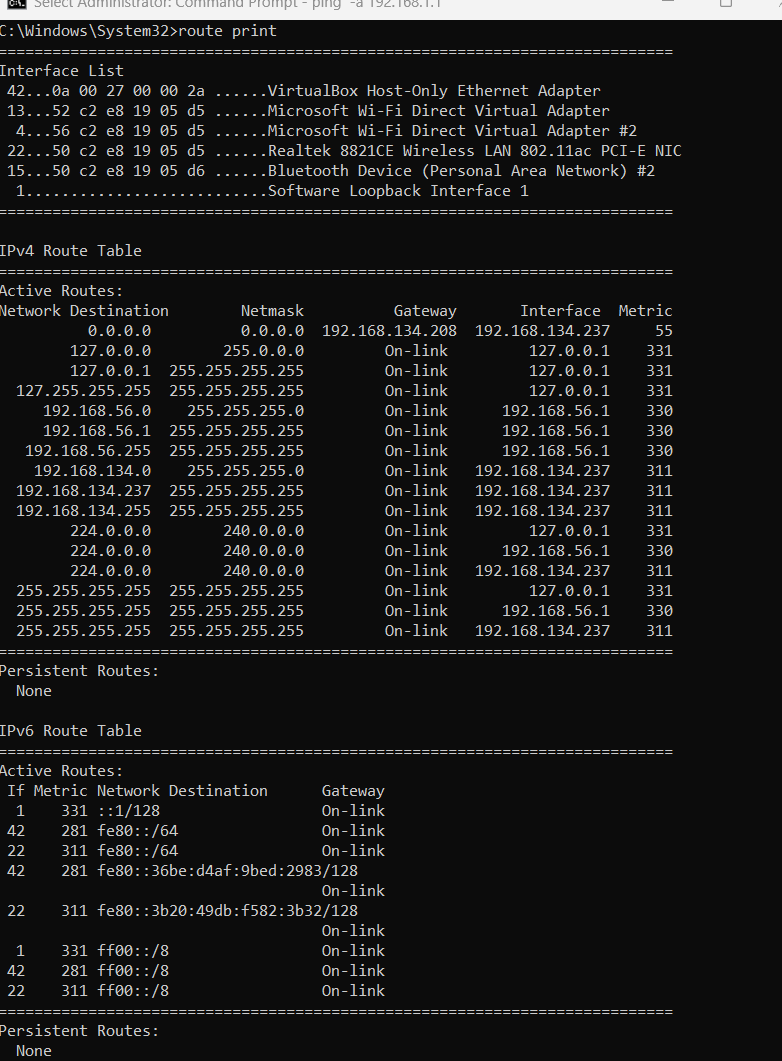 Select Administrator: Command Prompt - ping -a 192.168.1.1
C:\Windows\System32>route print
===========================================================================
Interface List
 42...0a 00 27 00 00 2a ......VirtualBox Host-Only Ethernet Adapter
 13...52 c2 e8 19 05 d5 ......Microsoft Wi-Fi Direct Virtual Adapter
  4...56 c2 e8 19 05 d5 ......Microsoft Wi-Fi Direct Virtual Adapter #2
 22...50 c2 e8 19 05 d5 ......Realtek 8821CE Wireless LAN 802.11ac PCI-E NIC
 15...50 c2 e8 19 05 d6 ......Bluetooth Device (Personal Area Network) #2
  1...........................Software Loopback Interface 1
===========================================================================
IPv4 Route Table
===========================================================================
Active Routes:
Network Destination        Netmask          Gateway       Interface  Metric
          0.0.0.0          0.0.0.0  192.168.134.208  192.168.134.237     55
        127.0.0.0        255.0.0.0         On-link         127.0.0.1    331
        127.0.0.1  255.255.255.255         On-link         127.0.0.1    331
  127.255.255.255  255.255.255.255         On-link         127.0.0.1    331
     192.168.56.0    255.255.255.0         On-link      192.168.56.1    330
     192.168.56.1  255.255.255.255         On-link      192.168.56.1    330
   192.168.56.255  255.255.255.255         On-link      192.168.56.1    330
    192.168.134.0    255.255.255.0         On-link   192.168.134.237    311
  192.168.134.237  255.255.255.255         On-link   192.168.134.237    311
  192.168.134.255  255.255.255.255         On-link   192.168.134.237    311
        224.0.0.0        240.0.0.0         On-link         127.0.0.1    331
        224.0.0.0        240.0.0.0         On-link      192.168.56.1    330
        224.0.0.0        240.0.0.0         On-link   192.168.134.237    311
  255.255.255.255  255.255.255.255         On-link         127.0.0.1    331
  255.255.255.255  255.255.255.255         On-link      192.168.56.1    330
  255.255.255.255  255.255.255.255         On-link   192.168.134.237    311
===========================================================================
Persistent Routes:
  None
IPv6 Route Table
===========================================================================
Active Routes:
 If Metric Network Destination      Gateway
  1    331 ::1/128                  On-link
 42    281 fe80::/64                On-link
 22    311 fe80::/64                On-link
 42    281 fe80::36be:d4af:9bed:2983/128
                                    On-link
 22    311 fe80::3b20:49db:f582:3b32/128
                                    On-link
  1    331 ff00::/8                 On-link
 42    281 ff00::/8                 On-link
 22    311 ff00::/8                 On-link
===========================================================================
Persistent Routes:
  None